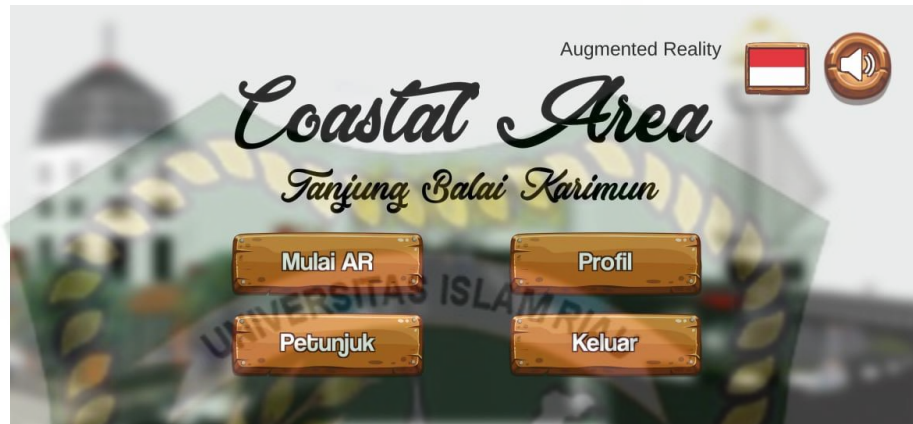 Augmented Reality
Coastal Area
Tanjung Balai Karimun
Mulai AR
Profil
UNIVERSITAS ISLAM RIAU
Petunjuk
Keluar